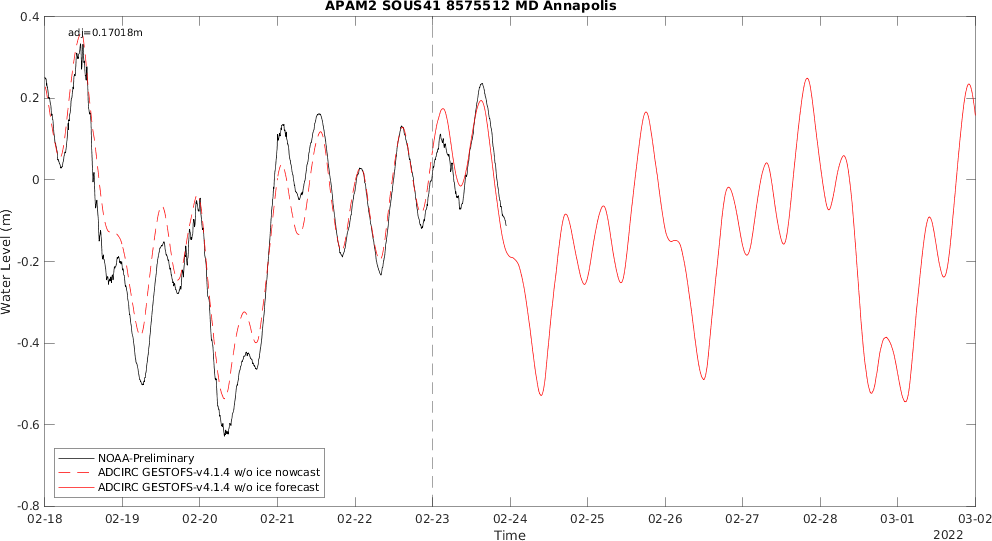 APAM2 SOUS41 8575512 MD Annapolis
adj=0.17018m
0.4
0.2
0
-0.2
-0.4
-0.6
-0.8
Water Level (m)
NOAA-Preliminary
ADCIRC GESTOFS-v4.1.4 w/o ice nowcast
ADCIRC GESTOFS-v4.1.4 w/o ice forecast
02-18 02-19 02-20 02-21 02-22 02-23 02-24 02-25 02-26 02-27 02-28 03-01 03-02
Time
2022